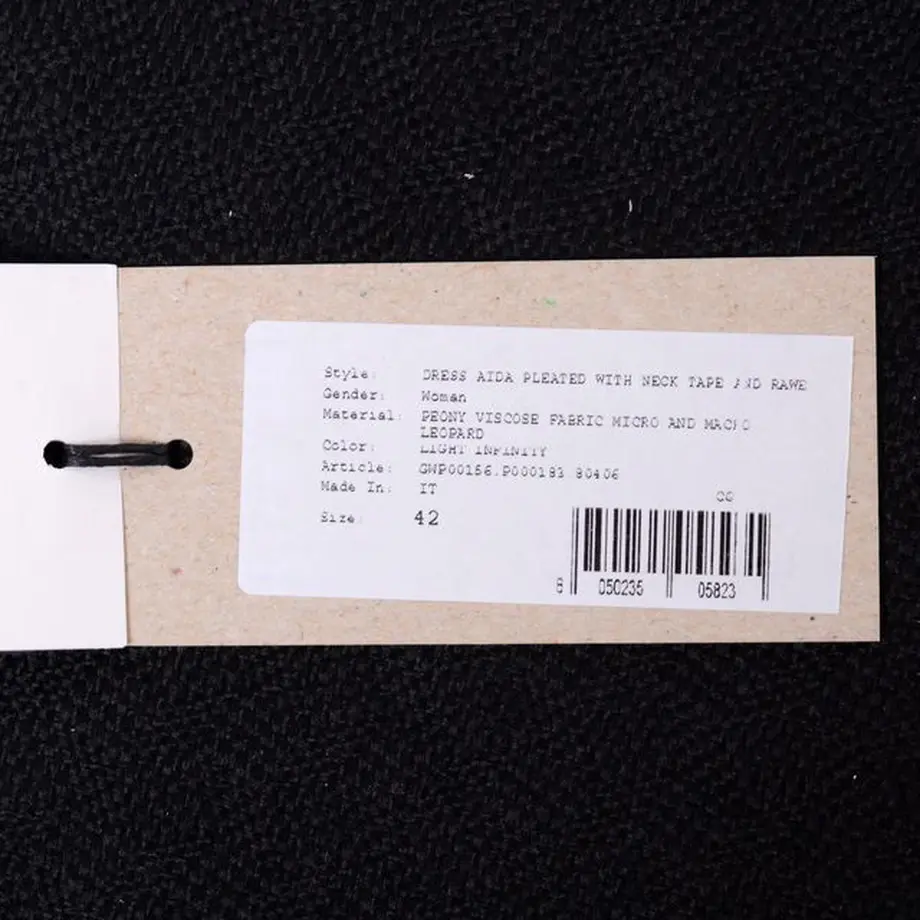 Style: DRESS AIDA PLEATED WITH NECK TAPE AND RAWE
Gender: Woman
Material: PEONY VISCOSE FABRIC MICRO AND MACRO
LEOPARD
Color: LIGHT INFINITY
Article: GWP00156.P000183 80406
Made In: IT
Size: 42
CO
8 050235 05823